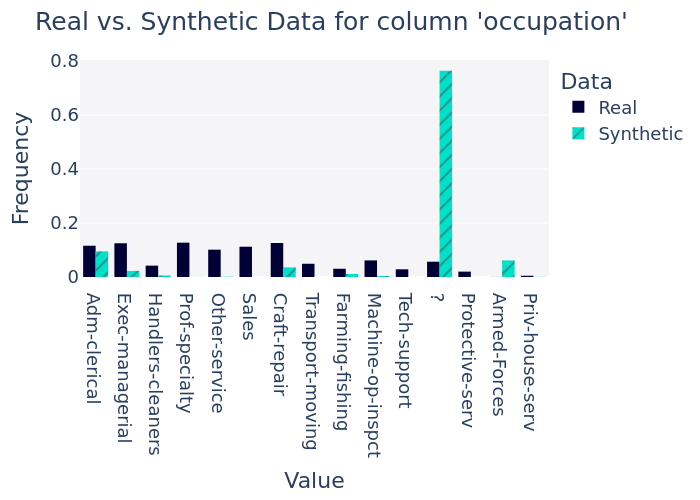 Real vs. Synthetic Data for column 'occupation'
Data
Real
Synthetic
Frequency
0.8
0.6
0.4
0.2
0
Adm-clerical
Exec-managerial
Handlers-cleaners
Prof-specialty
Other-service
Sales
Craft-repair
Transport-moving
Farming-fishing
Machine-op-inspct
Tech-support
?
Protective-serv
Armed-Forces
Priv-house-serv
Value